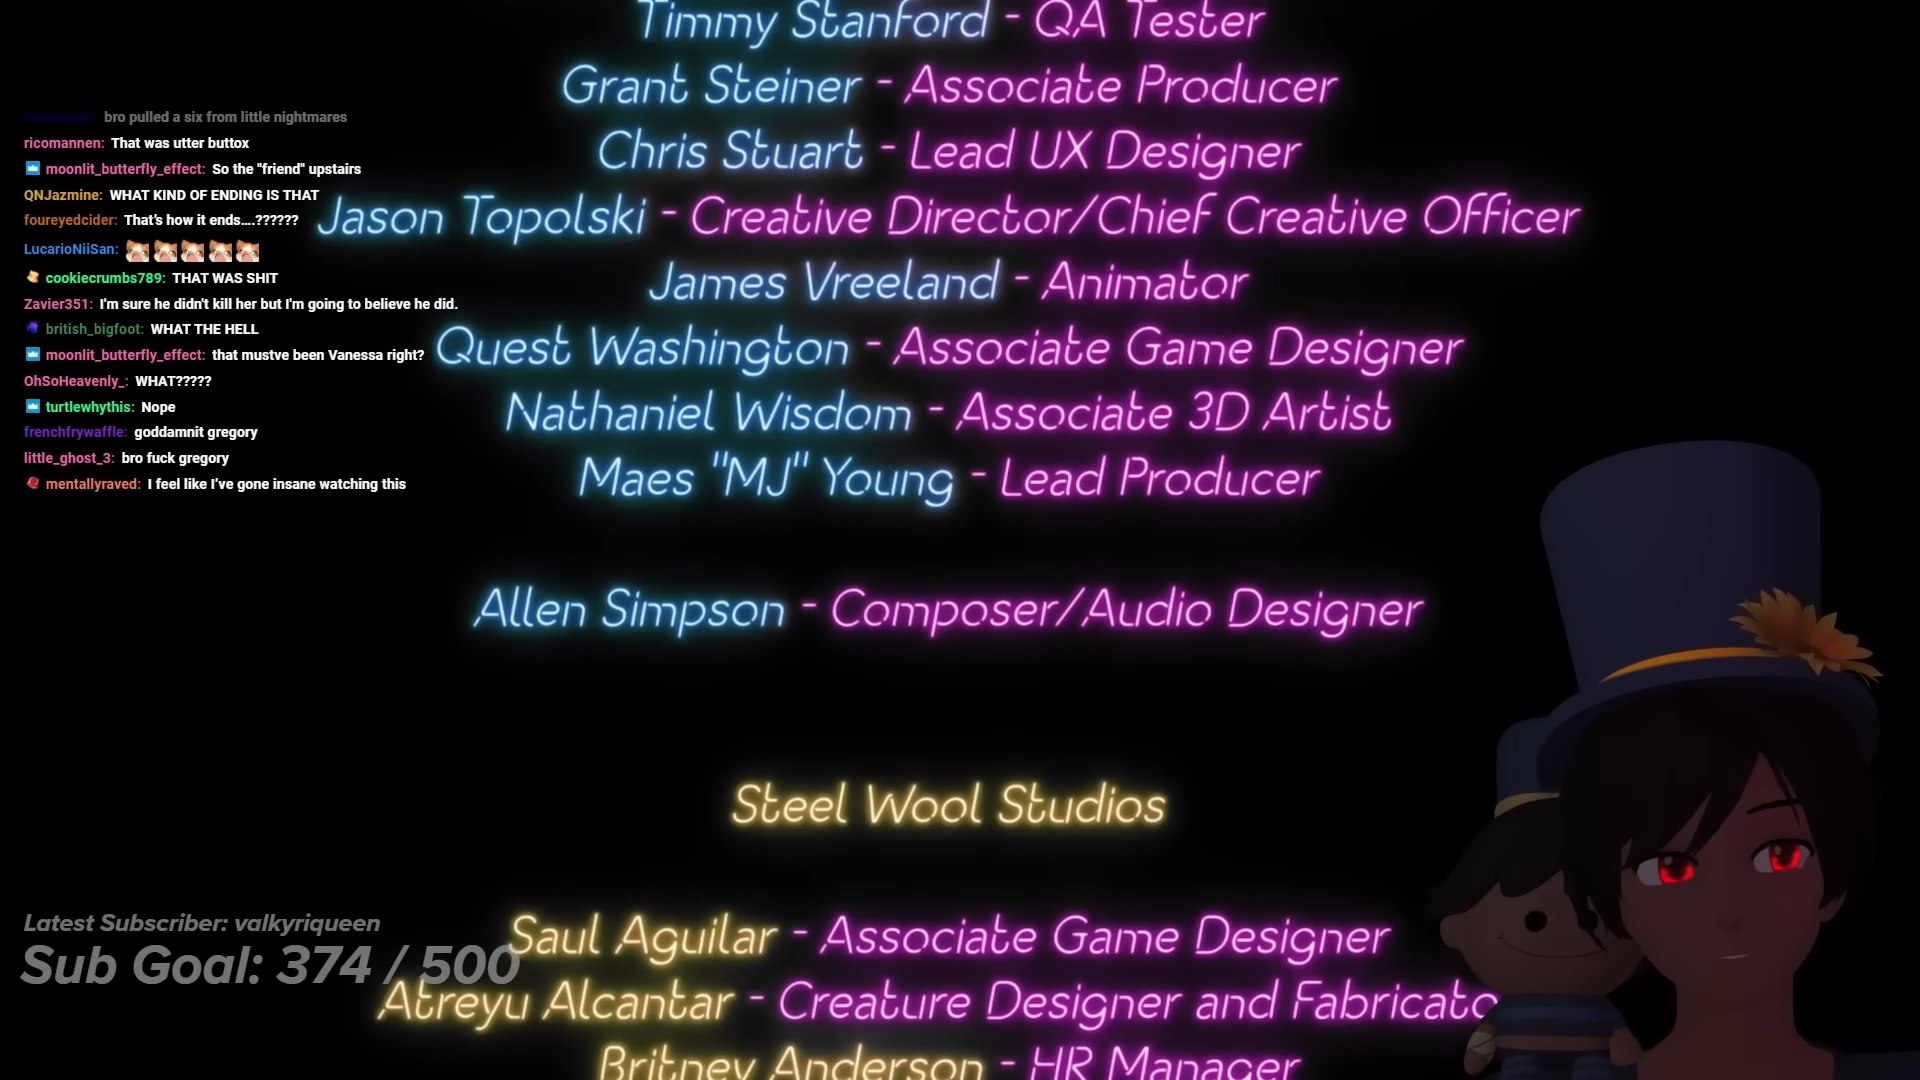 Timmy Stanford - QA Tester
Grant Steiner - Associate Producer
Chris Stuart - Lead UX Designer
Jason Topolski - Creative Director/Chief Creative Officer
James Vreeland - Animator
Quest Washington - Associate Game Designer
Nathaniel Wisdom - Associate 3D Artist
Maes "MJ" Young - Lead Producer
Allen Simpson - Composer/Audio Designer
Steel Wool Studios
Saul Aguilar - Associate Game Designer
Atreyu Alcantar - Creature Designer and Fabricato
Britney Anderson - HR Manager
bro pulled a six from little nightmares
ricomannen: That was utter buttox
moonlit_butterfly_effect: So the "friend" upstairs
QNJazmine: WHAT KIND OF ENDING IS THAT
foureyedcider: That's how it ends....??????
LucarioNiiSan:
cookiecrumbs789: THAT WAS SHIT
Zavier351: I'm sure he didn't kill her but I'm going to believe he did.
british_bigfoot: WHAT THE HELL
moonlit_butterfly_effect: that mustve been Vanessa right?
OhSoHeavenly_: WHAT?????
turtlewhythis: Nope
frenchfrywaffle: goddamnit gregory
little_ghost_3: bro fuck gregory
mentallyraved: I feel like I've gone insane watching this
Latest Subscriber: valkyriqueen
Sub Goal: 374 / 500